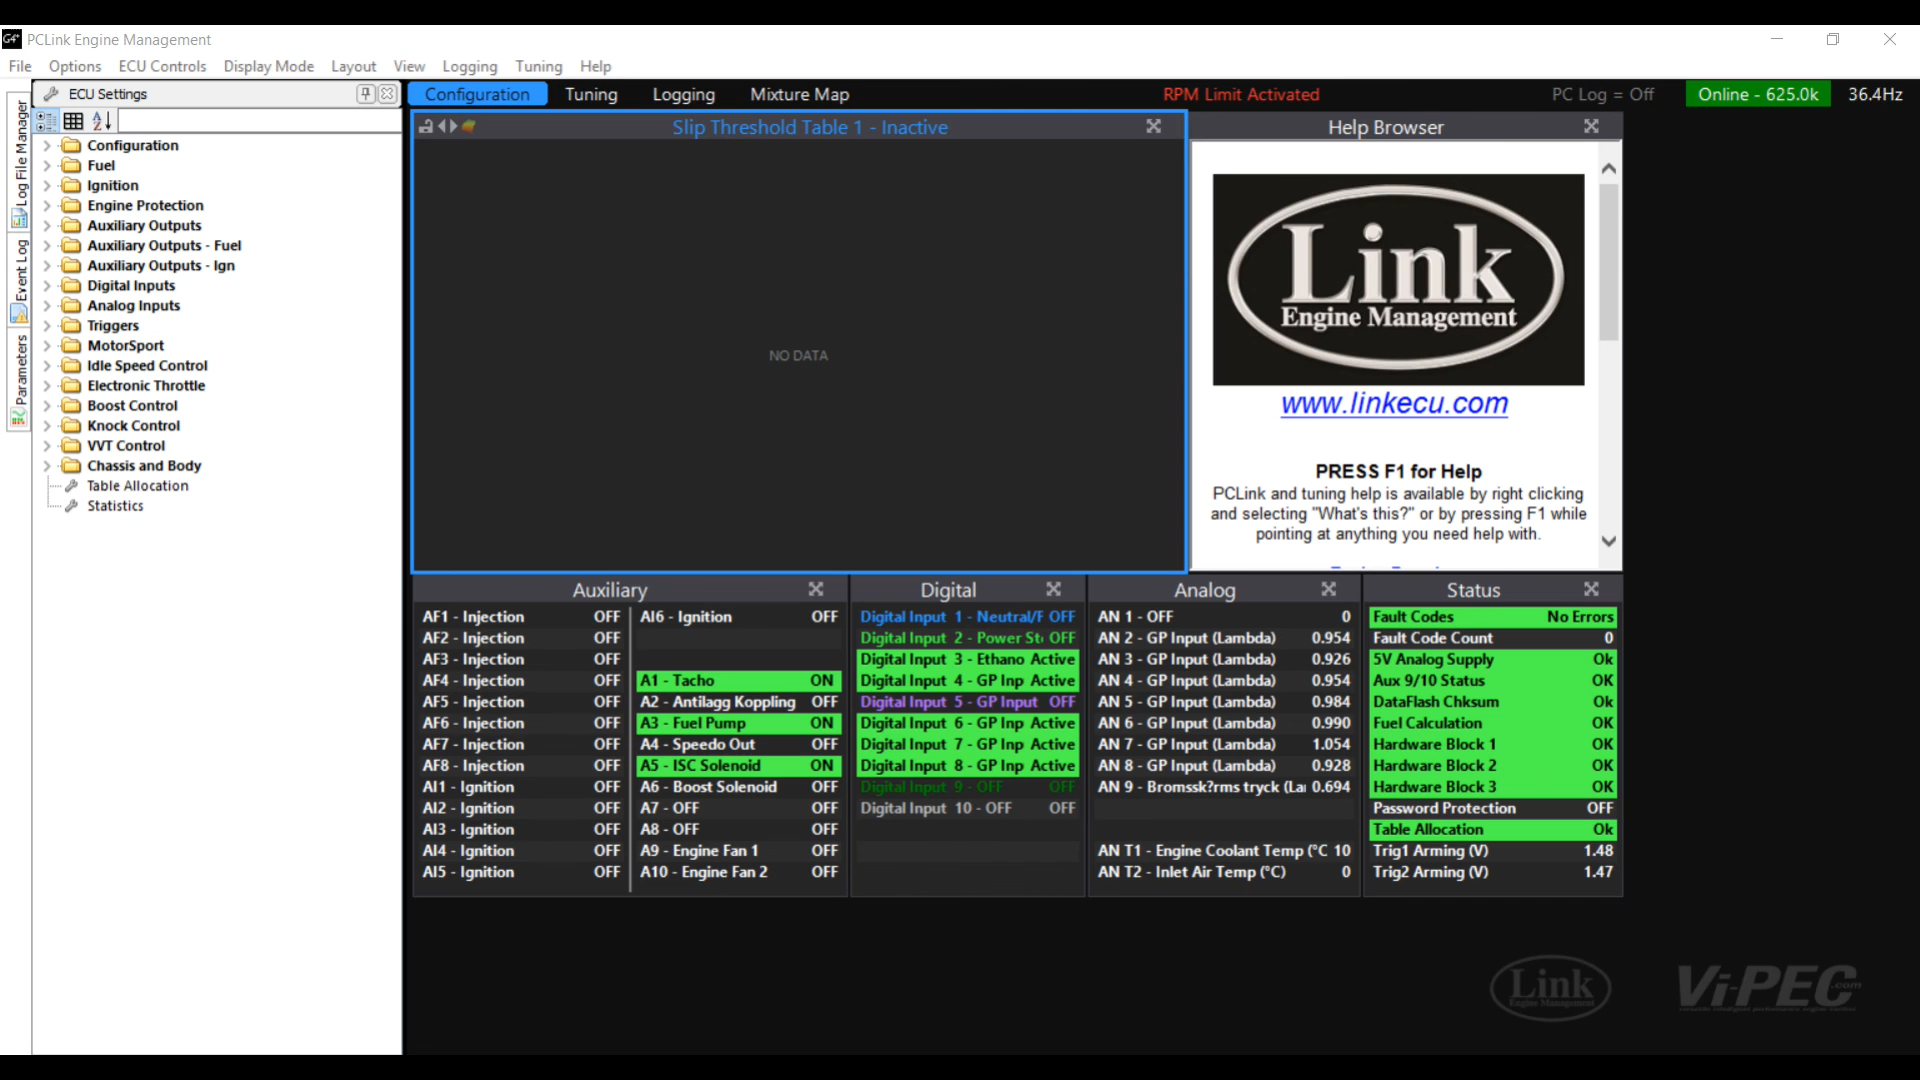 PCLink Engine Management
File Options ECU Controls Display Mode Layout View Logging Tuning Help
ECU Settings
Log File Manager
Event Log
Parameters
Configuration
Fuel
Ignition
Engine Protection
Auxiliary Outputs
Auxiliary Outputs - Fuel
Auxiliary Outputs - Ign
Digital Inputs
Analog Inputs
Triggers
MotorSport
Idle Speed Control
Electronic Throttle
Boost Control
Knock Control
VVT Control
Chassis and Body
Table Allocation
Statistics
Configuration Tuning Logging Mixture Map RPM Limit Activated PC Log = Off Online - 625.0k 36.4Hz
Slip Threshold Table 1 - Inactive
NO DATA
Help Browser
Link
Engine Management
www.linkecu.com
PRESS F1 for Help
PCLink and tuning help is available by right clicking
and selecting "What's this?" or by pressing F1 while
pointing at anything you need help with.
Auxiliary
AF1 - Injection OFF
AF2 - Injection OFF
AF3 - Injection OFF
AF4 - Injection OFF
AF5 - Injection OFF
AF6 - Injection OFF
AF7 - Injection OFF
AF8 - Injection OFF
AI1 - Ignition OFF
AI2 - Ignition OFF
AI3 - Ignition OFF
AI4 - Ignition OFF
AI5 - Ignition OFF
AI6 - Ignition OFF
A1 - Tacho ON
A2 - Antilagg Koppling OFF
A3 - Fuel Pump ON
A4 - Speedo Out OFF
A5 - ISC Solenoid ON
A6 - Boost Solenoid OFF
A7 - OFF OFF
A8 - OFF OFF
A9 - Engine Fan 1 OFF
A10 - Engine Fan 2 OFF
Digital
Digital Input 1 - Neutral/F OFF
Digital Input 2 - Power St OFF
Digital Input 3 - Ethano Active
Digital Input 4 - GP Inp Active
Digital Input 5 - GP Input OFF
Digital Input 6 - GP Inp Active
Digital Input 7 - GP Inp Active
Digital Input 8 - GP Inp Active
Digital Input 9 - OFF OFF
Digital Input 10 - OFF OFF
Analog
AN 1 - OFF 0
AN 2 - GP Input (Lambda) 0.954
AN 3 - GP Input (Lambda) 0.926
AN 4 - GP Input (Lambda) 0.954
AN 5 - GP Input (Lambda) 0.984
AN 6 - GP Input (Lambda) 0.990
AN 7 - GP Input (Lambda) 1.054
AN 8 - GP Input (Lambda) 0.928
AN 9 - Bromssk?rms tryck (La 0.694
AN T1 - Engine Coolant Temp (°C 10
AN T2 - Inlet Air Temp (°C) 0
Status
Fault Codes No Errors
Fault Code Count 0
5V Analog Supply Ok
Aux 9/10 Status OK
DataFlash Chksum Ok
Fuel Calculation OK
Hardware Block 1 OK
Hardware Block 2 OK
Hardware Block 3 OK
Password Protection OFF
Table Allocation Ok
Trig1 Arming (V) 1.48
Trig2 Arming (V) 1.47
Link
Engine Management
Vi-PEC.com